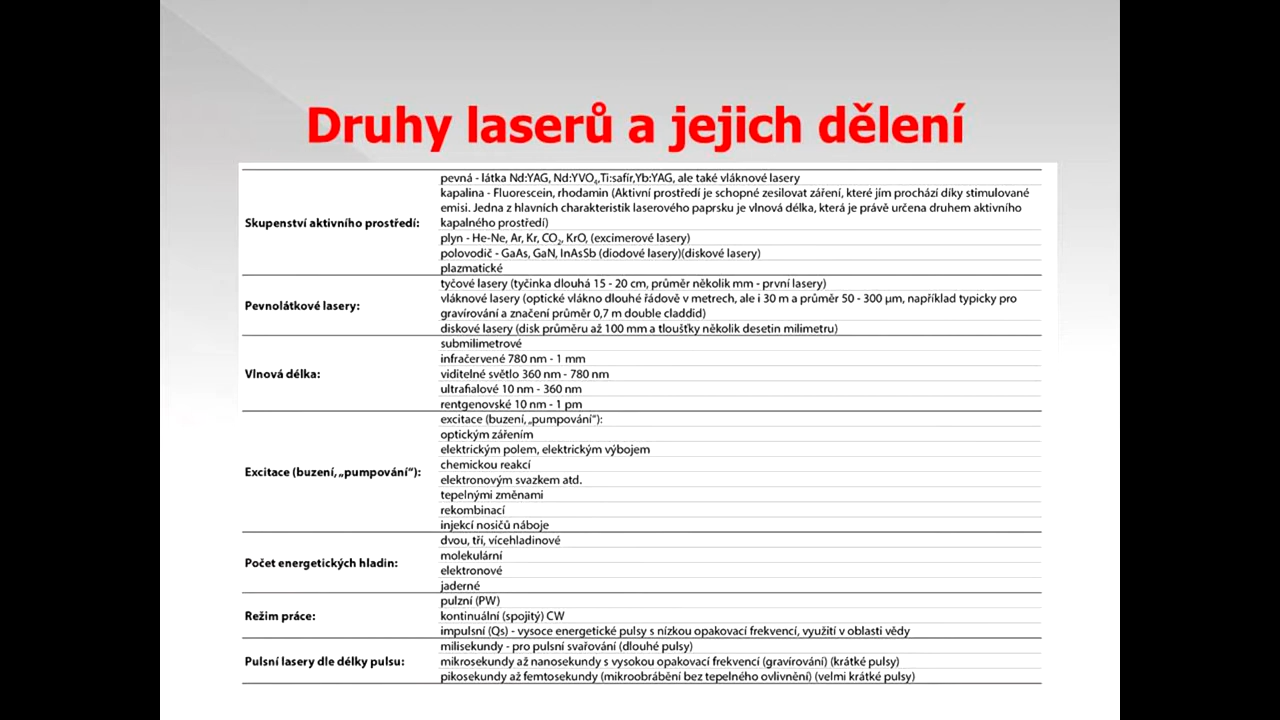 Druhy laserů a jejich dělení
Skupenství aktivního prostředí:
pevná - látka Nd:YAG, Nd:YVO4,Ti:safír,Yb:YAG, ale také vláknové lasery
kapalina - Fluorescein, rhodamin (Aktivní prostředí je schopné zesilovat záření, které jím prochází díky stimulované
emisi. Jedna z hlavních charakteristik laserového paprsku je vlnová délka, která je právě určena druhem aktivního
kapalného prostředí)
plyn - He-Ne, Ar, Kr, CO2, KrO, (excimerové lasery)
polovodič - GaAs, GaN, InAsSb (diodové lasery)(diskové lasery)
plazmatické
Pevnolátkové lasery:
tyčové lasery (tyčinka dlouhá 15 - 20 cm, průměr několik mm - první lasery)
vláknové lasery (optické vlákno dlouhé řádově v metrech, ale i 30 m a průměr 50 - 300 µm, například typicky pro
gravírování a značení průměr 0,7 m double claddid)
diskové lasery (disk průměru až 100 mm a tloušťky několik desetin milimetru)
Vlnová délka:
submilimetrové
infračervené 780 nm - 1 mm
viditelné světlo 360 nm - 780 nm
ultrafialové 10 nm - 360 nm
rentgenovské 10 nm - 1 pm
Excitace (buzení, „pumpování“):
excitace (buzení, „pumpování“):
optickým zářením
elektrickým polem, elektrickým výbojem
chemickou reakcí
elektronovým svazkem atd.
tepelnými změnami
rekombinací
injekcí nosičů náboje
Počet energetických hladin:
dvou, tří, vícehladinové
molekulární
elektronové
jaderné
Režim práce:
pulzní (PW)
kontinuální (spojitý) CW
impulsní (Qs) - vysoce energetické pulsy s nízkou opakovací frekvencí, využití v oblasti vědy
Pulsní lasery dle délky pulsu:
milisekundy - pro pulsní svařování (dlouhé pulsy)
mikrosekundy až nanosekundy s vysokou opakovací frekvencí (gravírování) (krátké pulsy)
pikosekundy až femtosekundy (mikroobrábění bez tepelného ovlivnění) (velmi krátké pulsy)